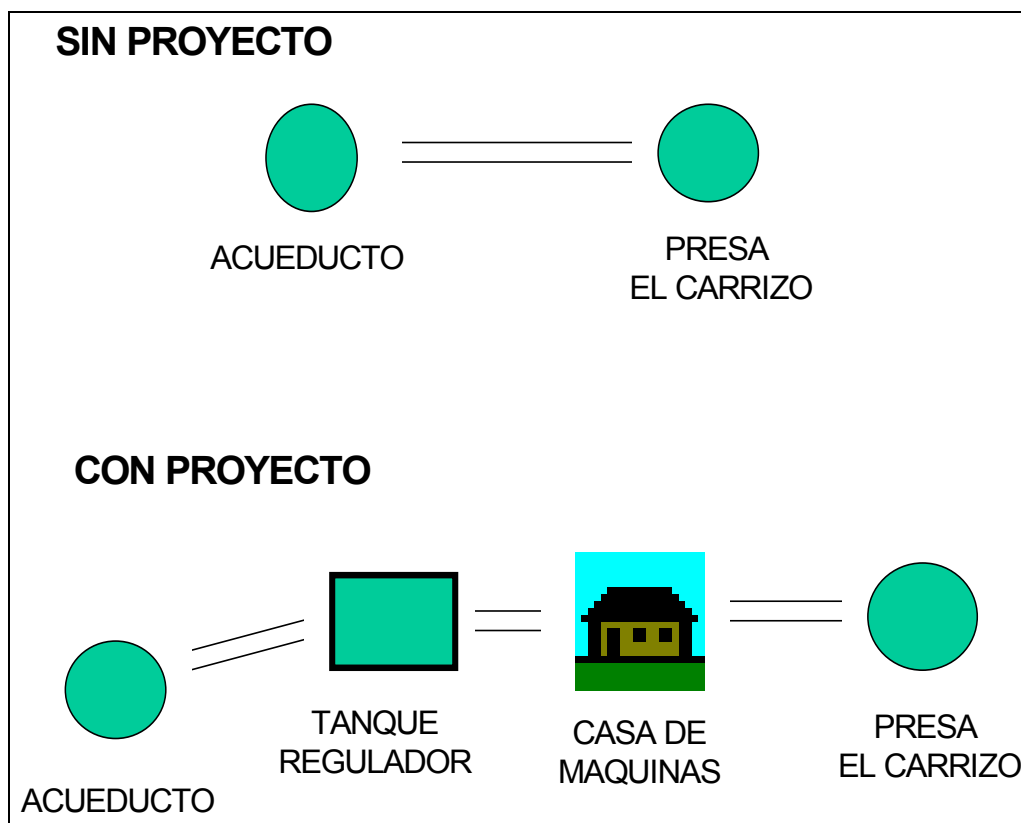 SIN PROYECTO
ACUEDUCTO
PRESA
EL CARRIZO
CON PROYECTO
ACUEDUCTO
TANQUE
REGULADOR
CASA DE
MAQUINAS
PRESA
EL CARRIZO